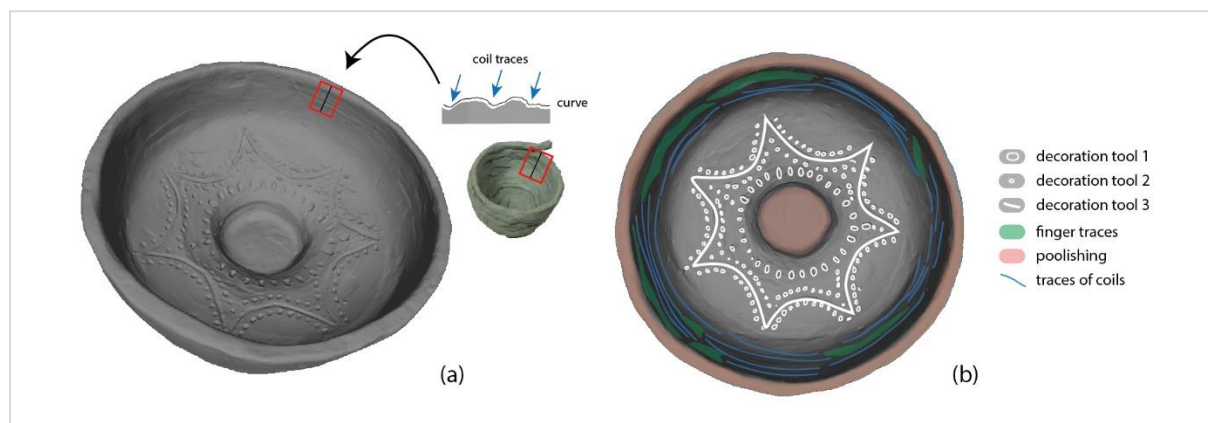 coil traces
curve
(a)
decoration tool 1
decoration tool 2
decoration tool 3
finger traces
poolishing
traces of coils
(b)